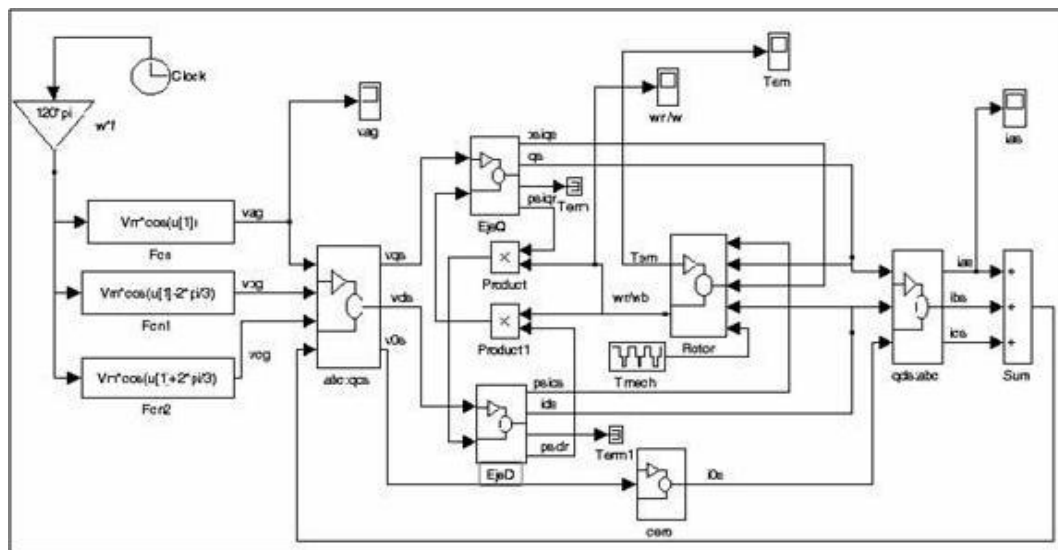 Clock
120*pi
w*t
vag
wr/w
Tem
ias
Vm*cos(u[1])
vag
Fcn
Vm*cos(u[1]-2*pi/3)
vbg
Fcn1
Vm*cos(u[1]+2*pi/3)
vcg
Fcn2
abc:qds
vqs
vds
v0s
psiqs
iqs
psiqr
Term
EjeQ
Product
Product1
Tem
wr/wb
Rotor
Tmech
psids
ids
psidr
Term1
EjeD
i0s
cero
ias
ibs
ics
qds:abc
Sum